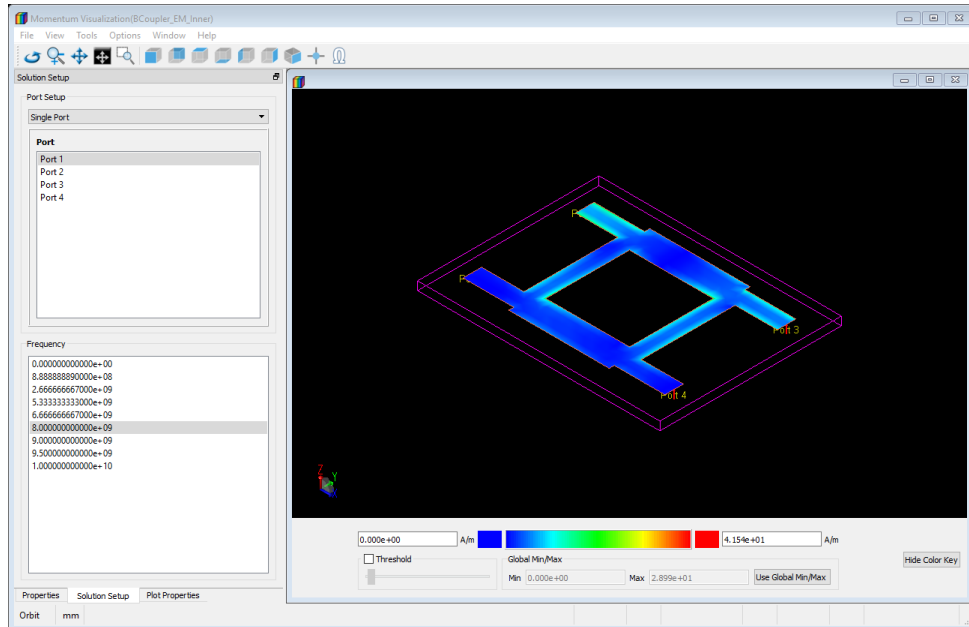 Momentum Visualization(BCoupler_EM_Inner)
File View Tools Options Window Help
Solution Setup
Port Setup
Single Port
Port
Port 1
Port 2
Port 3
Port 4
Frequency
0.000000000000e+00
8.888888890000e+08
2.666666667000e+09
5.333333333000e+09
6.666666667000e+09
8.000000000000e+09
9.000000000000e+09
9.500000000000e+09
1.000000000000e+10
Properties Solution Setup Plot Properties
Orbit mm
Port 3
Port 4
Z
Y
X
0.000e+00 A/m 4.154e+01 A/m
Threshold Global Min/Max
Min 0.000e+00 Max 2.899e+01 Use Global Min/Max
Hide Color Key